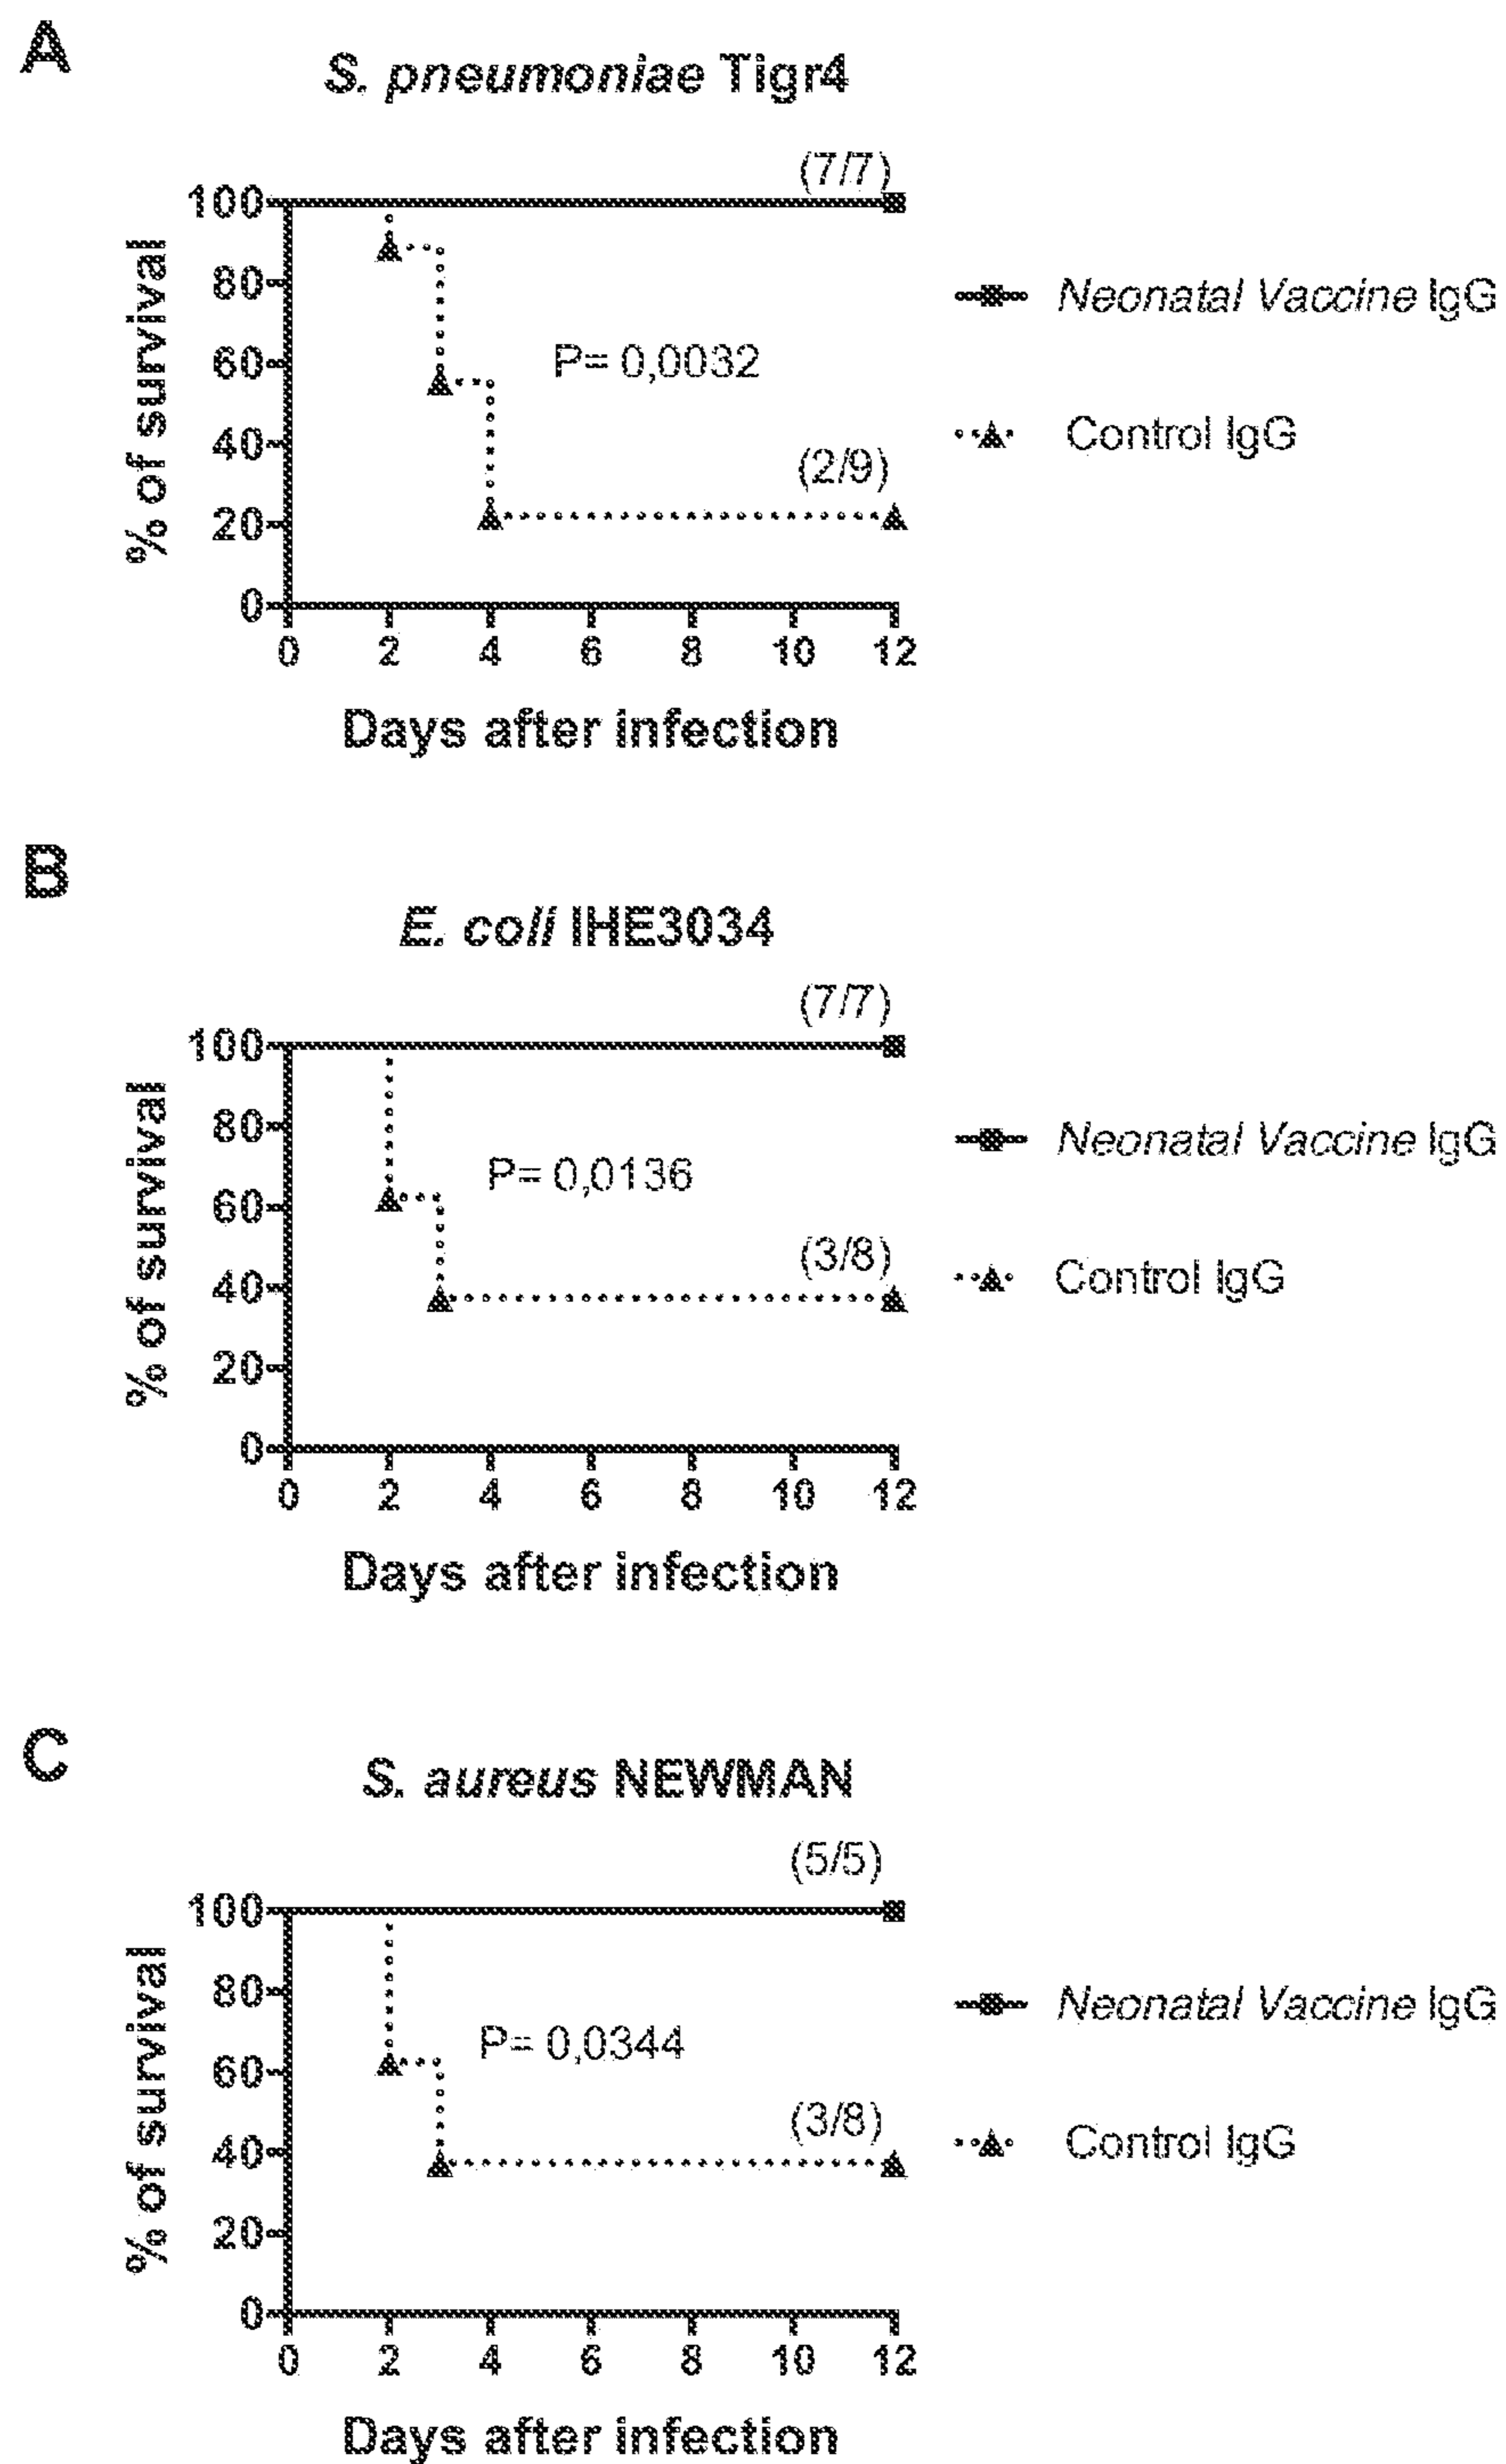 A
S. pneumoniae Tigr4
(7/7)
100
80
60
40
20
0
% of survival
P= 0,0032
(2/9)
Neonatal Vaccine IgG
Control IgG
0 2 4 6 8 10 12
Days after infection
B
E. coli IHE3034
(7/7)
100
80
60
40
20
0
% of survival
P= 0,0136
(3/8)
Neonatal Vaccine IgG
Control IgG
0 2 4 6 8 10 12
Days after infection
C
S. aureus NEWMAN
(5/5)
100
80
60
40
20
0
% of survival
P= 0,0344
(3/8)
Neonatal Vaccine IgG
Control IgG
0 2 4 6 8 10 12
Days after infection